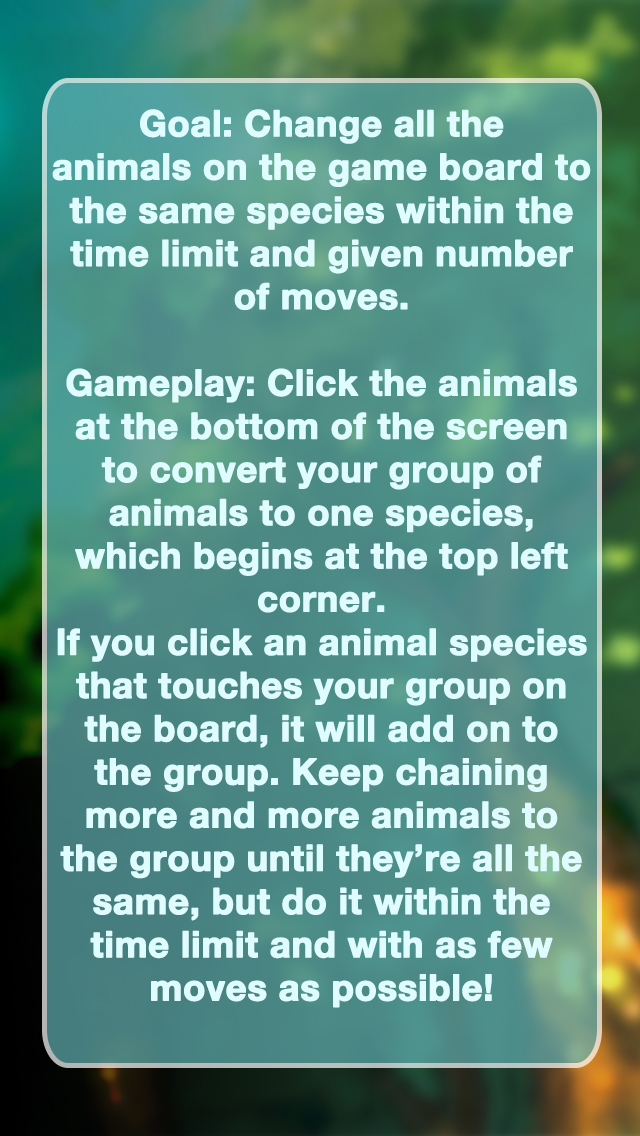 Goal: Change all the
animals on the game board to
the same species within the
time limit and given number
of moves.
Gameplay: Click the animals
at the bottom of the screen
to convert your group of
animals to one species,
which begins at the top left
corner.
If you click an animal species
that touches your group on
the board, it will add on to
the group. Keep chaining
more and more animals to
the group until they’re all the
same, but do it within the
time limit and with as few
moves as possible!